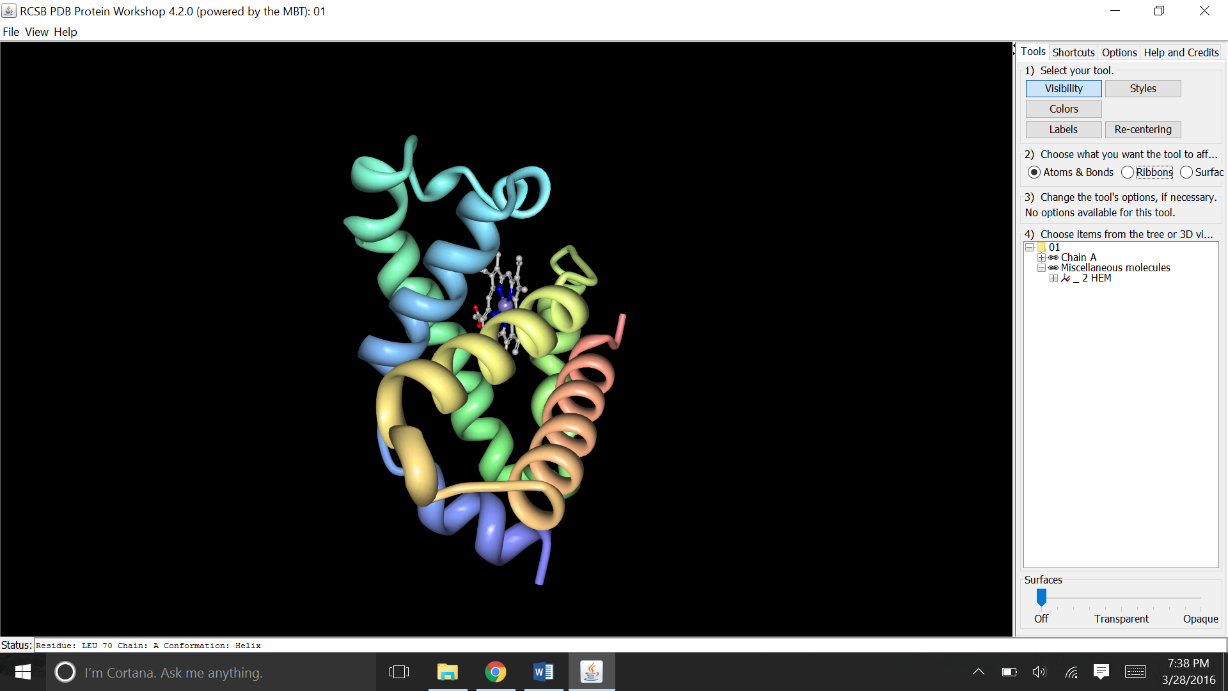 RCSB PDB Protein Workshop 4.2.0 (powered by the MBT): 01
File View Help
Tools Shortcuts Options Help and Credits
1) Select your tool.
Visibility Styles
Colors
Labels Re-centering
2) Choose what you want the tool to aff...
Atoms & Bonds Ribbons Surfac
3) Change the tool's options, if necessary.
No options available for this tool.
4) Choose items from the tree or 3D vi...
01
Chain A
Miscellaneous molecules
_ 2 HEM
Surfaces
Off Transparent Opaque
Status: Residue: LEU 70 Chain: A Conformation: Helix
I'm Cortana. Ask me anything.
7:38 PM
3/28/2016